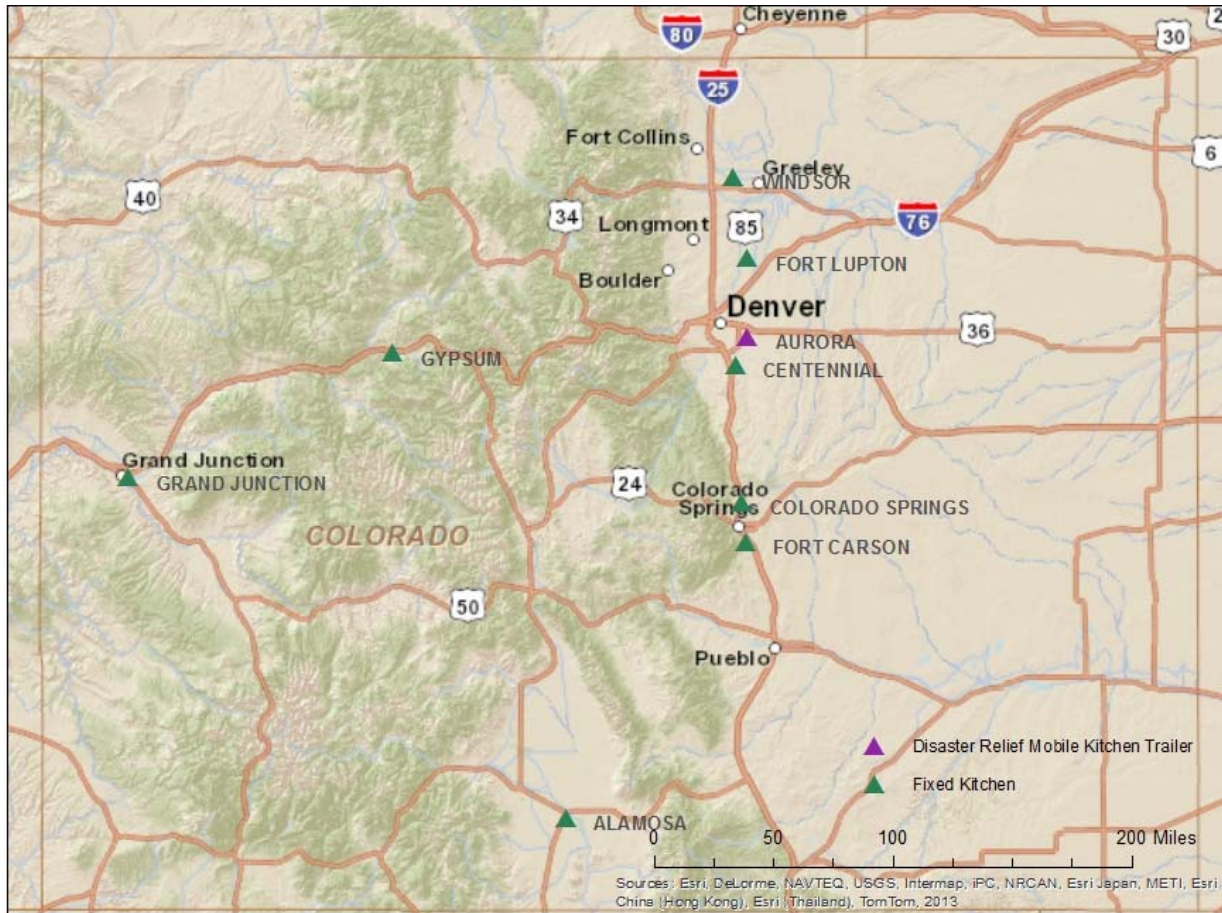 Cheyenne
80
2
30
25
Fort Collins
6
Greeley
WINDSOR
40
34
Longmont
85
76
Boulder
FORT LUPTON
Denver
36
AURORA
GYPSUM
CENTENNIAL
Grand Junction
GRAND JUNCTION
24
Colorado
Springs
COLORADO SPRINGS
COLORADO
FORT CARSON
50
Pueblo
Disaster Relief Mobile Kitchen Trailer
Fixed Kitchen
ALAMOSA
0 50 100 200 Miles
Sources: Esri, DeLorme, NAVTEQ, USGS, Intermap, iPC, NRCAN, Esri Japan, METI, Esri
China (Hong Kong), Esri (Thailand), TomTom, 2013